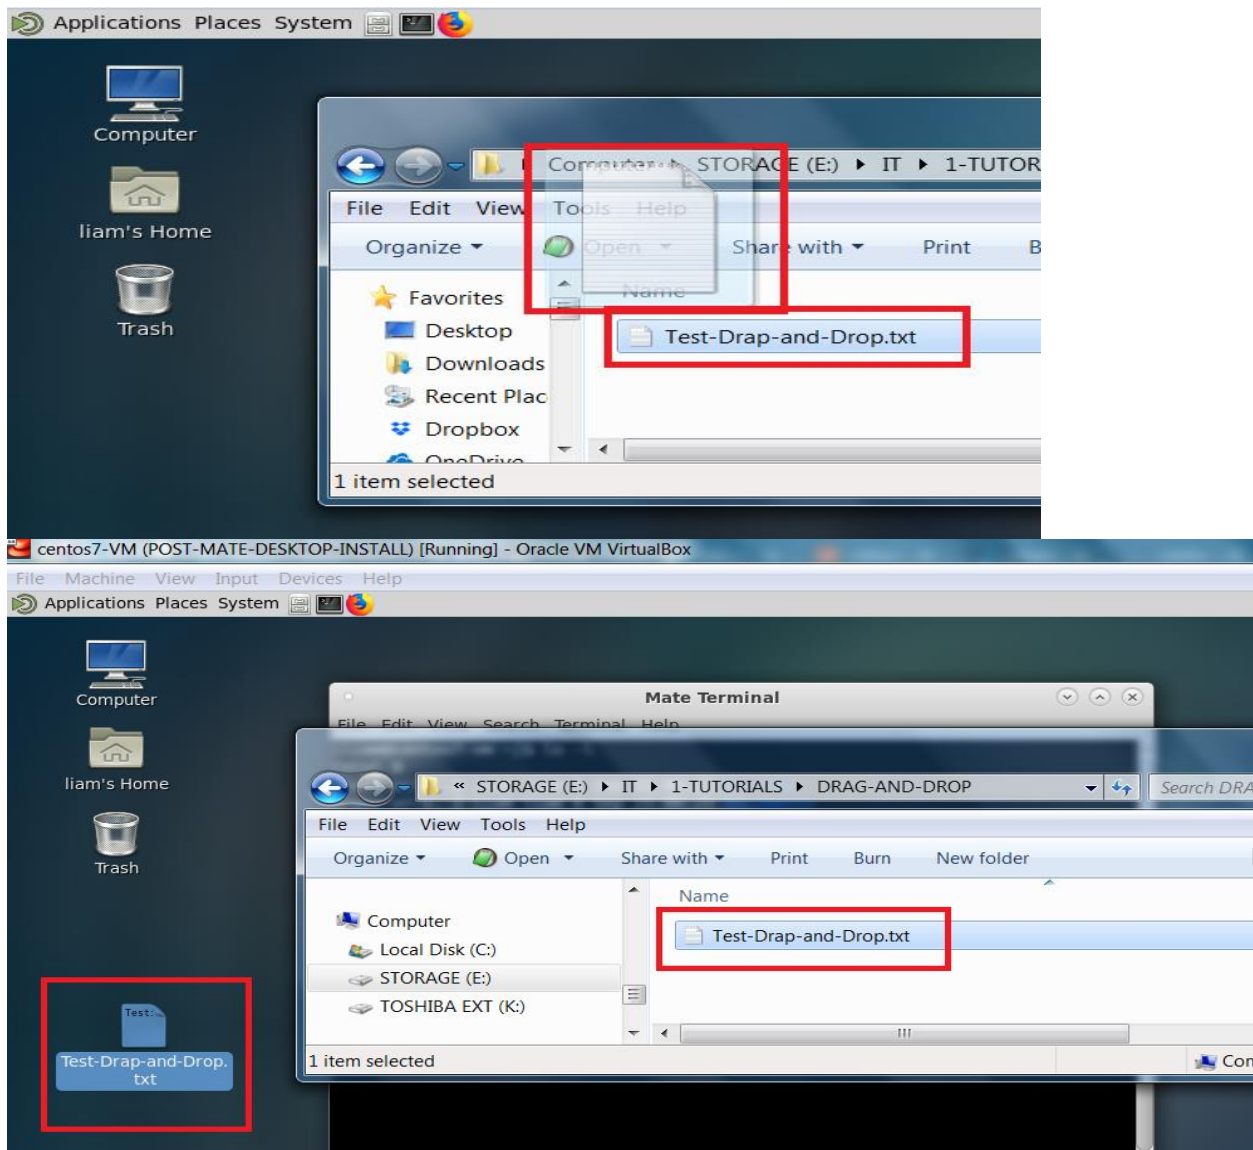 Applications Places System
Computer
liam's Home
Trash
Computer STORAGE (E:) IT 1-TUTOR
File Edit View Tools Help
Organize Open Share with Print B
Favorites
Name
Desktop
Test-Drap-and-Drop.txt
Downloads
Recent Plac
Dropbox
OneDrive
1 item selected
centos7-VM (POST-MATE-DESKTOP-INSTALL) [Running] - Oracle VM VirtualBox
File Machine View Input Devices Help
Applications Places System
Computer
liam's Home
Trash
Test:
Test-Drap-and-Drop.
txt
Mate Terminal
File Edit View Search Terminal Help
« STORAGE (E:) IT 1-TUTORIALS DRAG-AND-DROP
Search DRA
File Edit View Tools Help
Organize Open Share with Print Burn New folder
Name
Computer
Test-Drap-and-Drop.txt
Local Disk (C:)
STORAGE (E:)
TOSHIBA EXT (K:)
1 item selected
Con